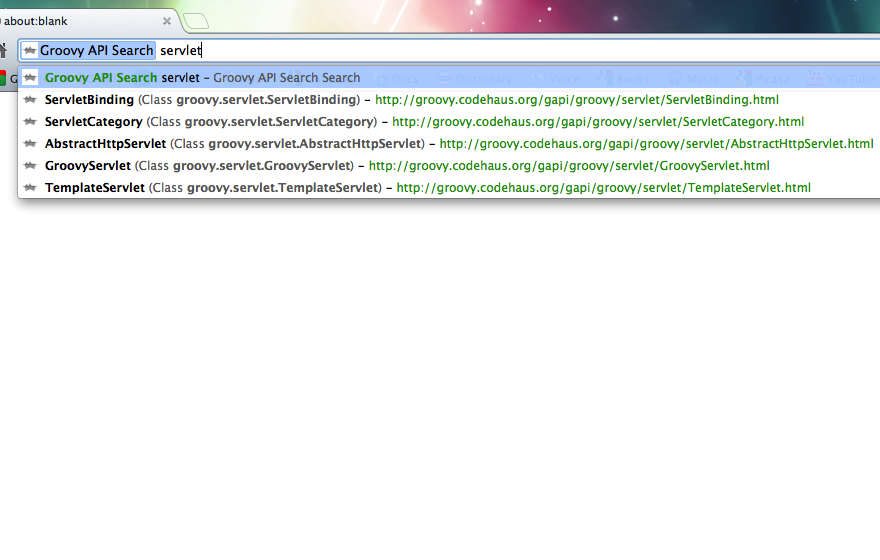 about:blank
Groovy API Search servlet
Groovy API Search servlet – Groovy API Search Search
ServletBinding (Class groovy.servlet.ServletBinding) – http://groovy.codehaus.org/gapi/groovy/servlet/ServletBinding.html
ServletCategory (Class groovy.servlet.ServletCategory) – http://groovy.codehaus.org/gapi/groovy/servlet/ServletCategory.html
AbstractHttpServlet (Class groovy.servlet.AbstractHttpServlet) – http://groovy.codehaus.org/gapi/groovy/servlet/AbstractHttpServlet.html
GroovyServlet (Class groovy.servlet.GroovyServlet) – http://groovy.codehaus.org/gapi/groovy/servlet/GroovyServlet.html
TemplateServlet (Class groovy.servlet.TemplateServlet) – http://groovy.codehaus.org/gapi/groovy/servlet/TemplateServlet.html